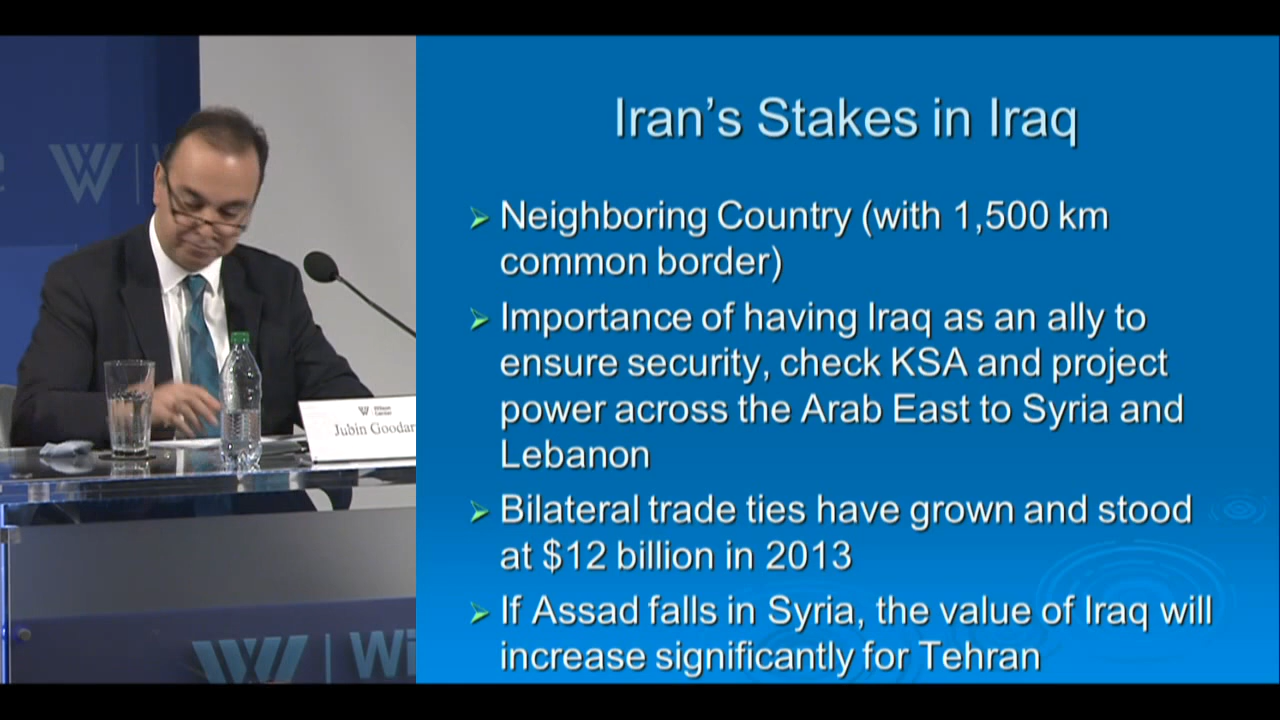 Iran's Stakes in Iraq
Neighboring Country (with 1,500 km
common border)
Importance of having Iraq as an ally to
ensure security, check KSA and project
power across the Arab East to Syria and
Lebanon
Bilateral trade ties have grown and stood
at $12 billion in 2013
If Assad falls in Syria, the value of Iraq will
increase significantly for Tehran
W
Wilson
Center
Jubin Goodar
W Wi